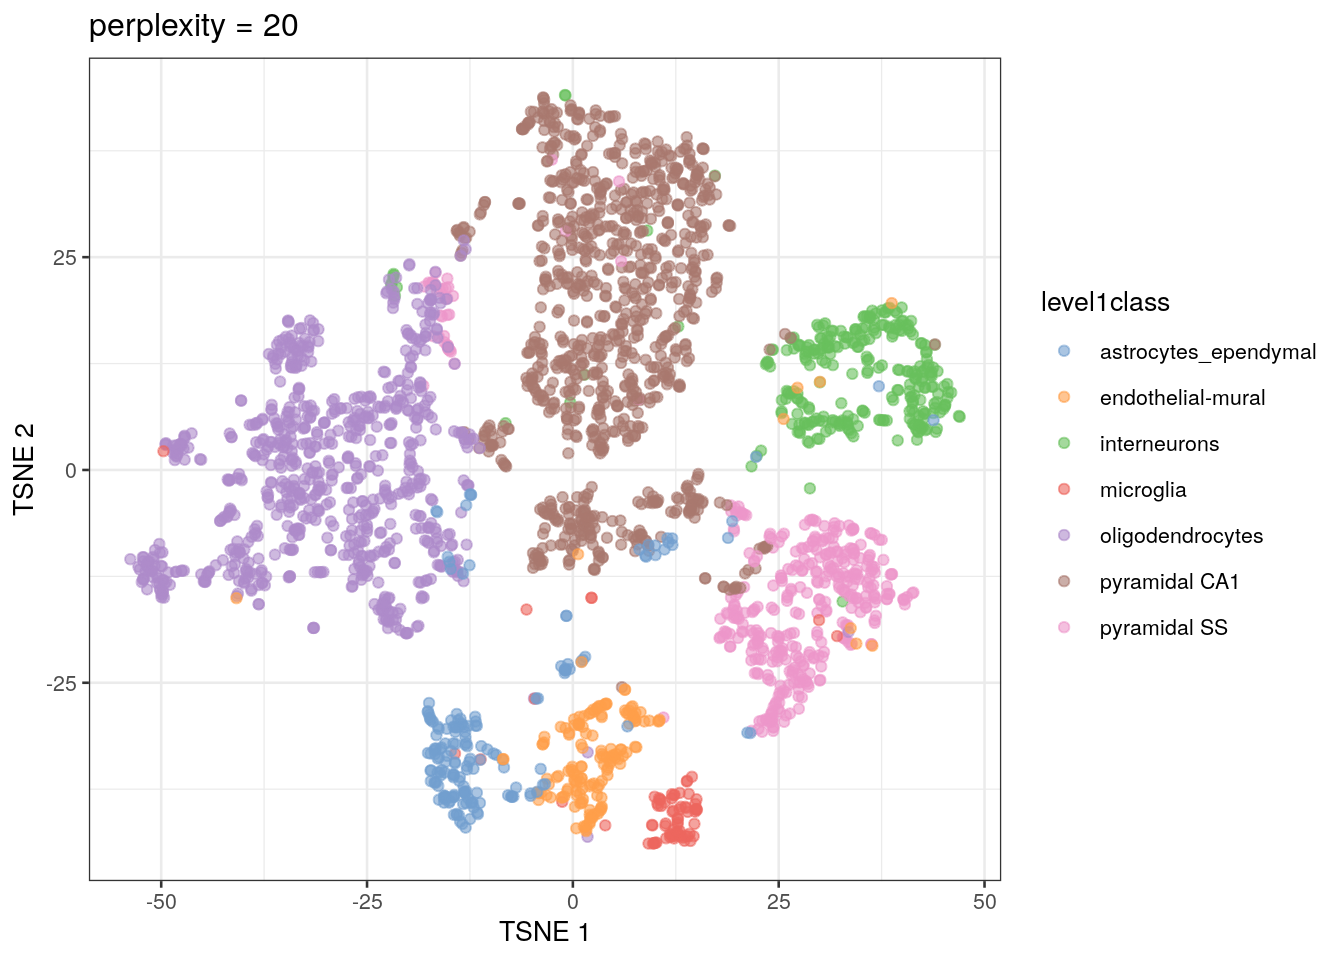 perplexity = 20
TSNE 2
25
0
-25
-50
-25
0
25
50
TSNE 1
level1class
astrocytes_ependymal
endothelial-mural
interneurons
microglia
oligodendrocytes
pyramidal CA1
pyramidal SS